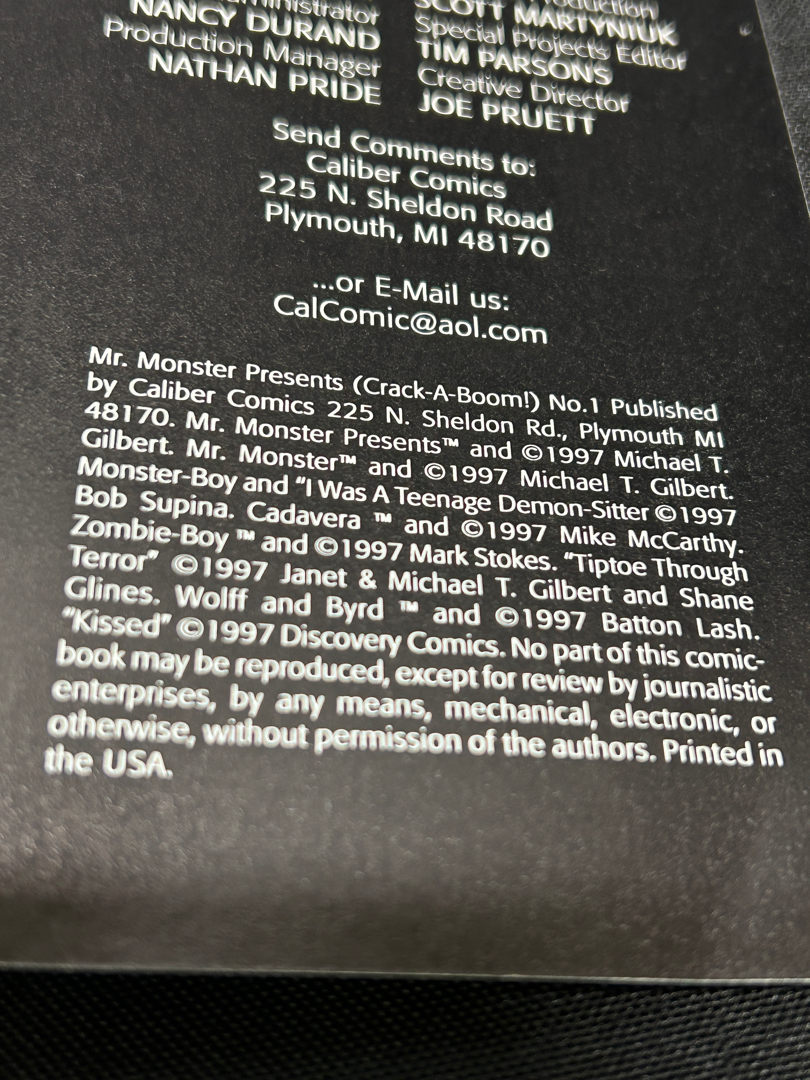 NANCY DURAND
Production Manager
NATHAN PRIDE
SCOTT MARTYNIUK
Special Projects Editor
TIM PARSONS
Creative Director
JOE PRUETT
Send Comments to:
Caliber Comics
225 N. Sheldon Road
Plymouth, MI 48170
...or E-Mail us:
CalComic@aol.com
Mr. Monster Presents (Crack-A-Boom!) No.1 Published
by Caliber Comics 225 N. Sheldon Rd., Plymouth MI
48170. Mr. Monster Presents™ and ©1997 Michael T.
Gilbert. Mr. Monster™ and ©1997 Michael T. Gilbert.
Monster-Boy and "I Was A Teenage Demon-Sitter ©1997
Bob Supina. Cadavera ™ and ©1997 Mike McCarthy.
Zombie-Boy ™ and ©1997 Mark Stokes. "Tiptoe Through
Terror" ©1997 Janet & Michael T. Gilbert and Shane
Glines. Wolff and Byrd ™ and ©1997 Batton Lash.
"Kissed" ©1997 Discovery Comics. No part of this comic-
book may be reproduced, except for review by journalistic
enterprises, by any means, mechanical, electronic, or
otherwise, without permission of the authors. Printed in
the USA.